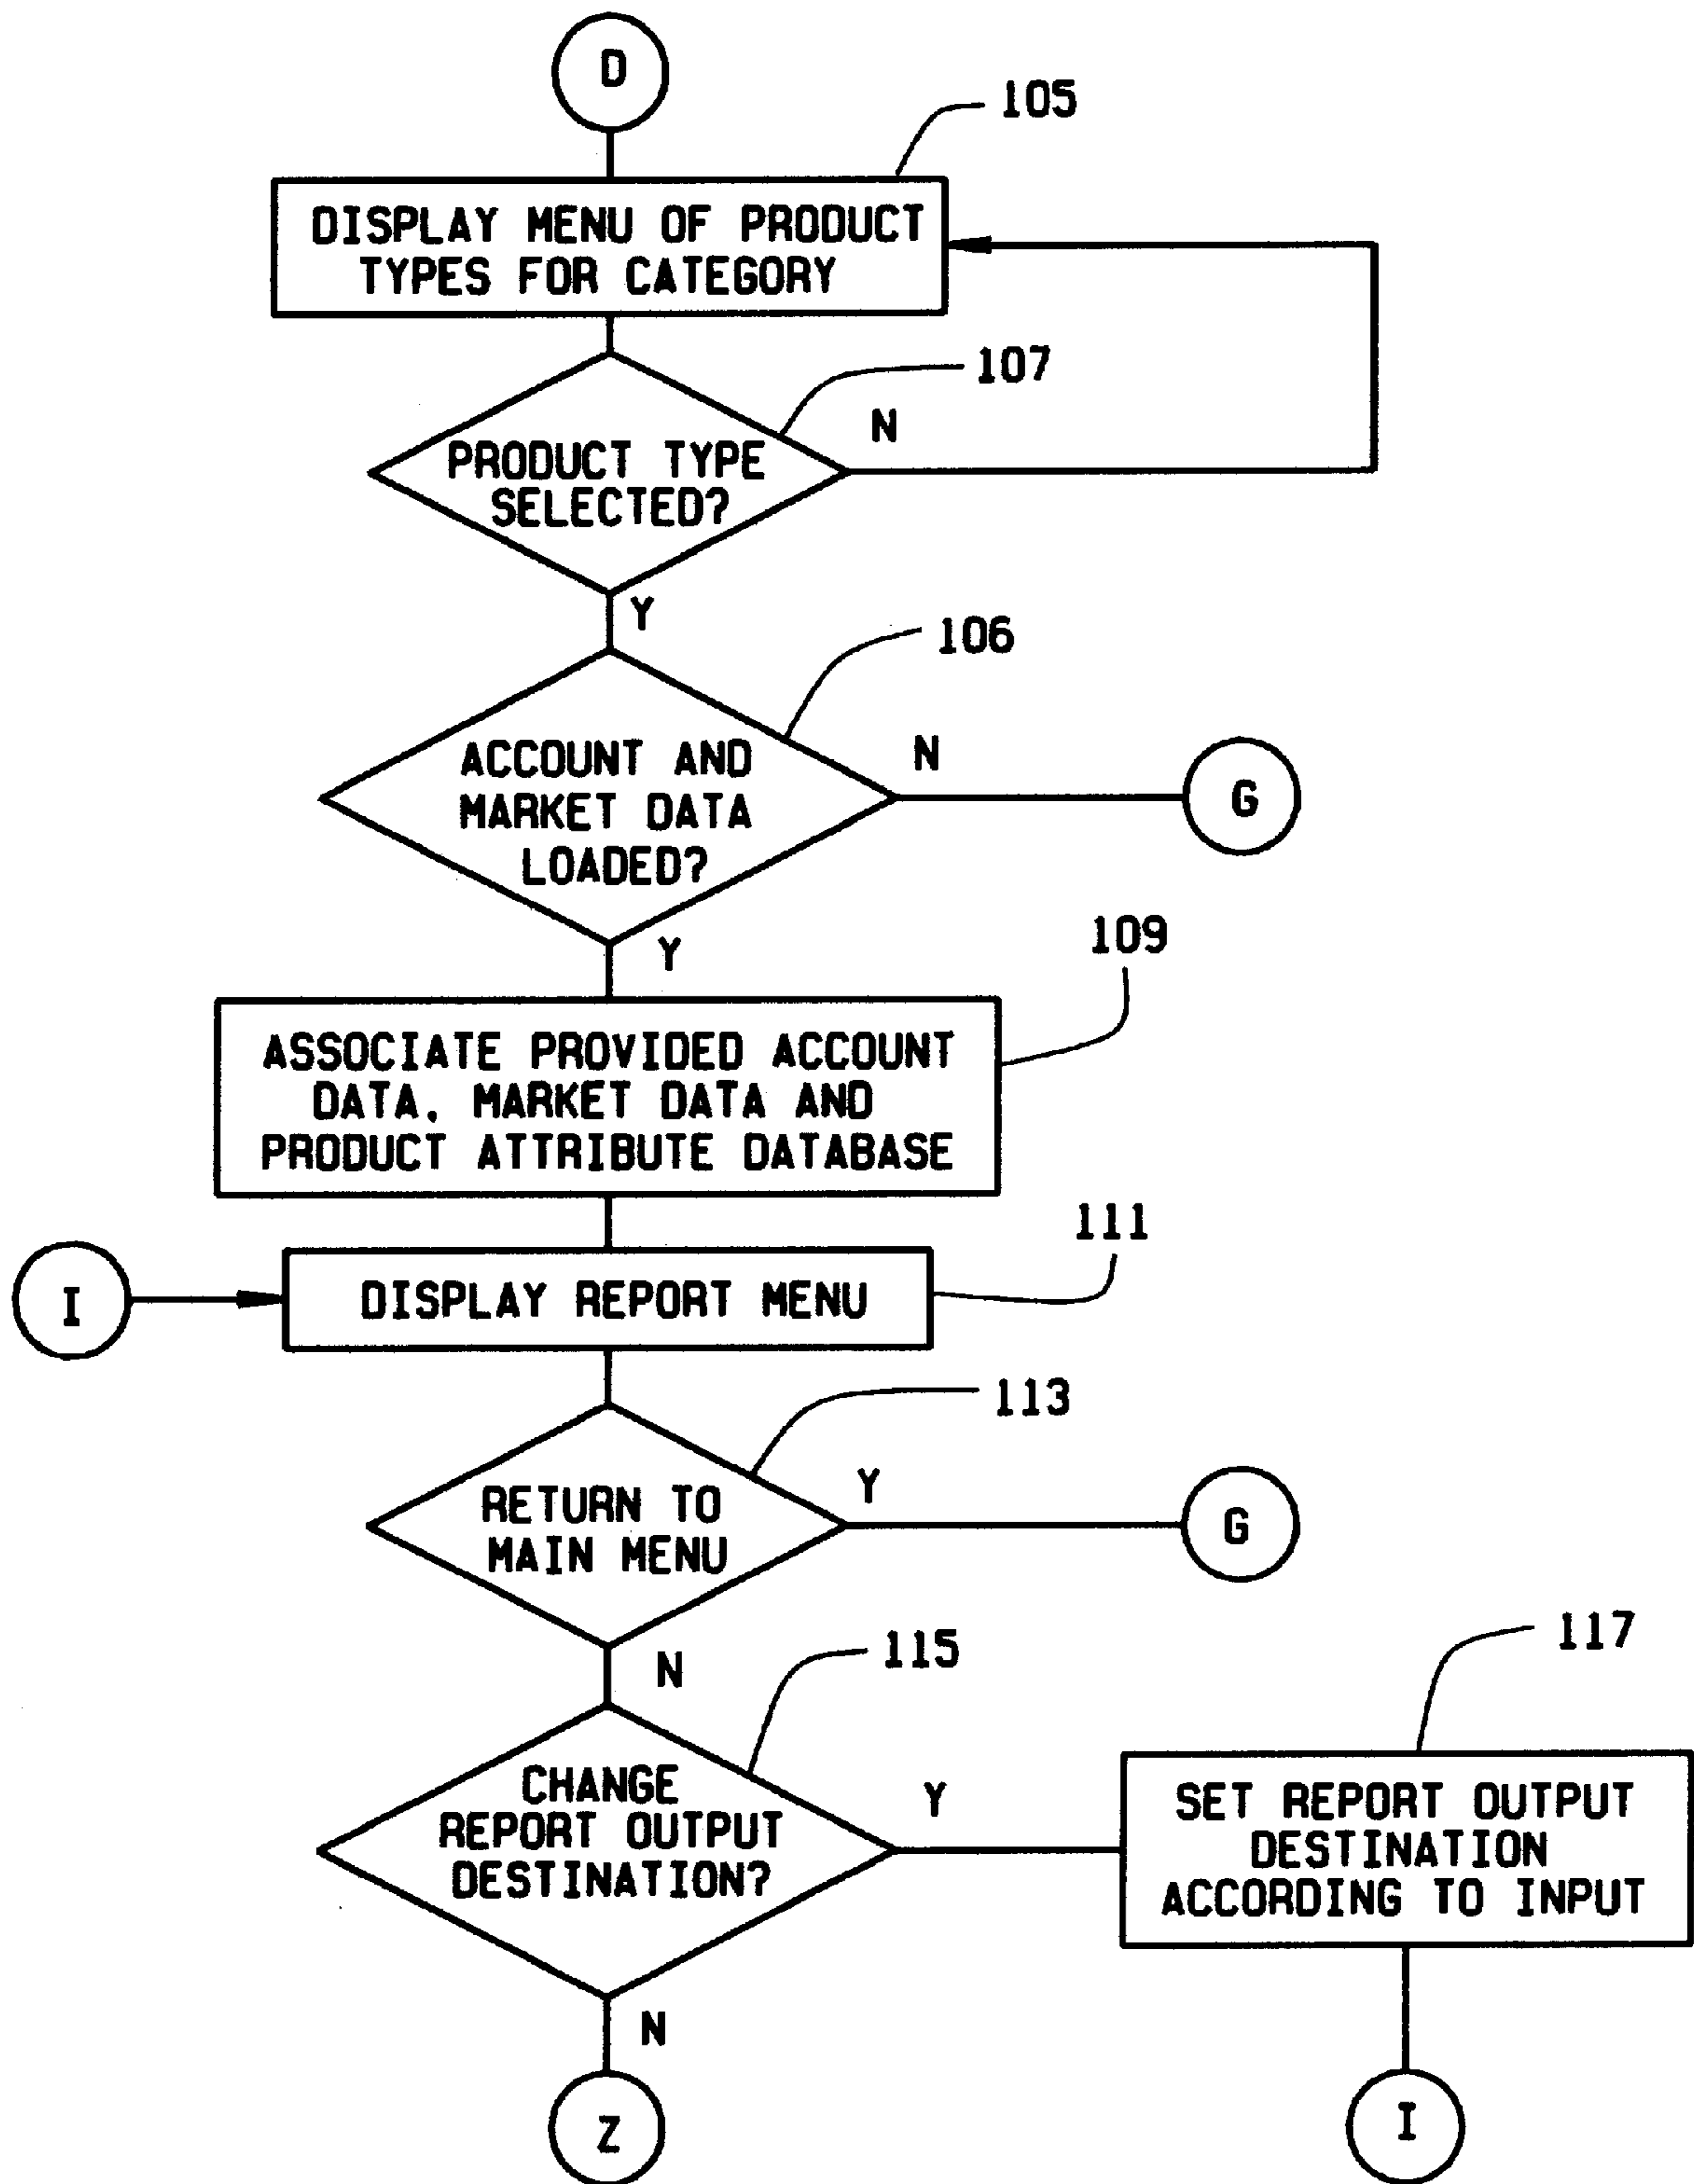 D
105
DISPLAY MENU OF PRODUCT
TYPES FOR CATEGORY
107
N
PRODUCT TYPE
SELECTED?
Y
106
ACCOUNT AND
MARKET DATA
LOADED?
N
G
Y
109
ASSOCIATE PROVIDED ACCOUNT
DATA. MARKET DATA AND
PRODUCT ATTRIBUTE DATABASE
111
I
DISPLAY REPORT MENU
113
RETURN TO
MAIN MENU
Y
G
N
115
117
CHANGE
REPORT OUTPUT
DESTINATION?
Y
SET REPORT OUTPUT
DESTINATION
ACCORDING TO INPUT
N
Z
I